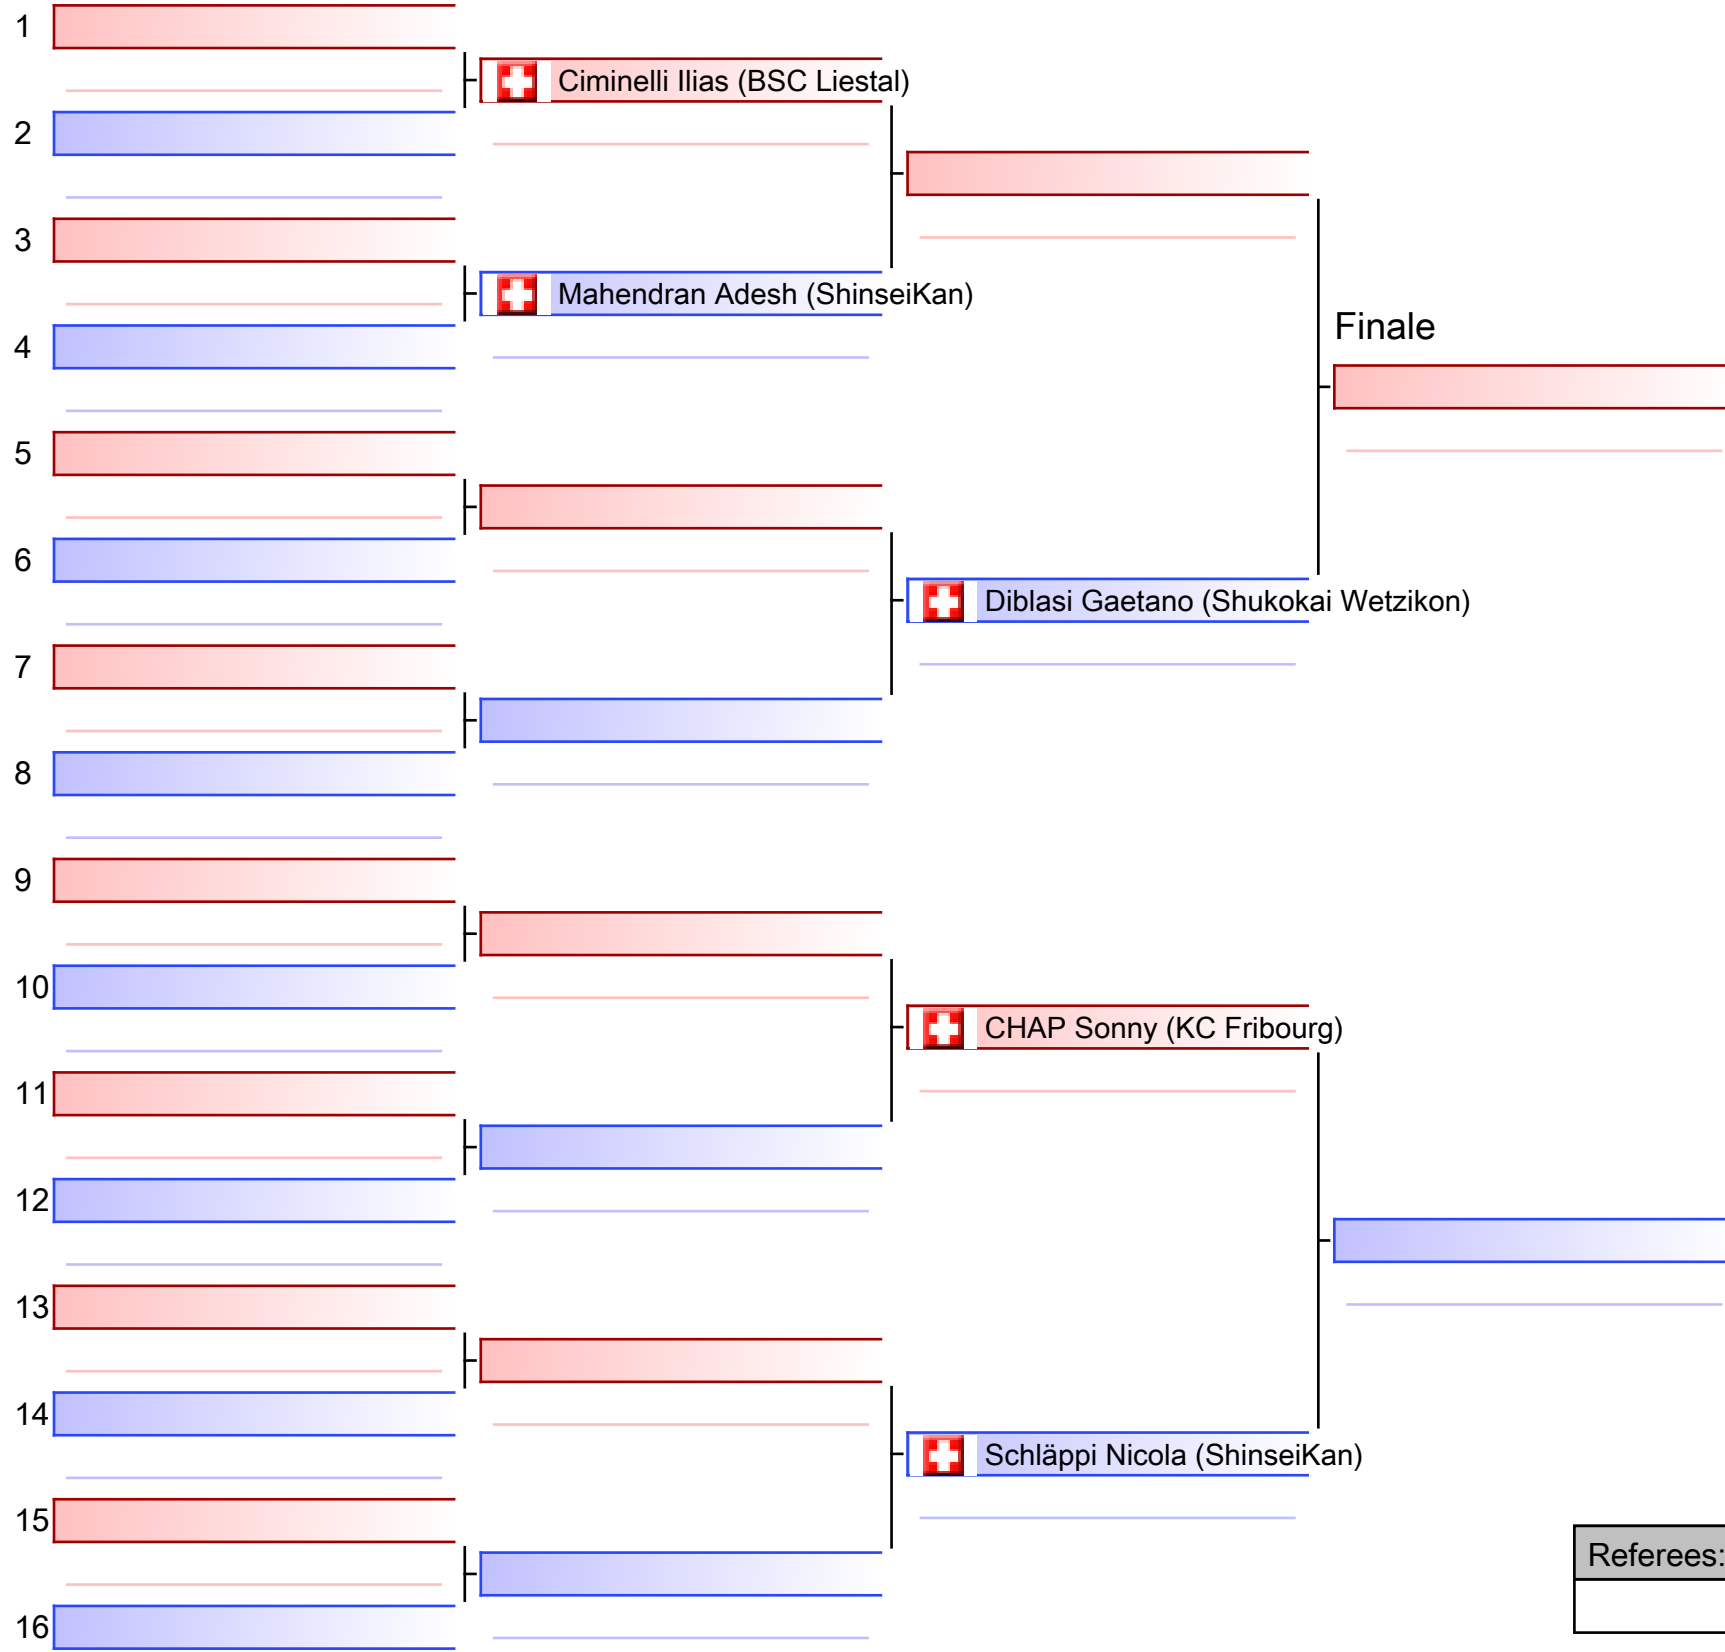 1
Ciminelli Ilias (BSC Liestal)
2
3
Mahendran Adesh (ShinseiKan)
4
Finale
5
6
Diblasi Gaetano (Shukokai Wetzikon)
7
8
9
10
CHAP Sonny (KC Fribourg)
11
12
13
14
Schläppi Nicola (ShinseiKan)
15
Referees:
16